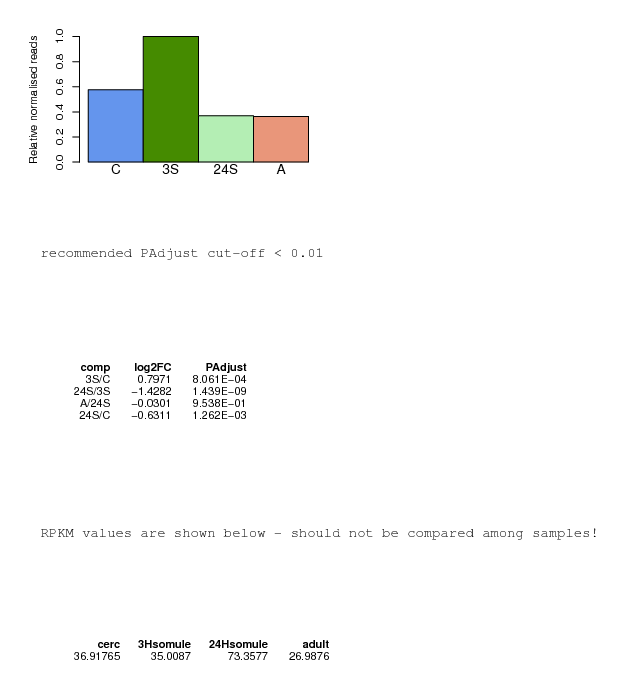 Relative normalised reads
1.0
0.8
0.6
0.4
0.2
0.0
C 3S 24S A
recommended PAdjust cut-off < 0.01
comp log2FC PAdjust
3S/C 0.7971 8.061E−04
24S/3S −1.4282 1.439E−09
A/24S −0.0301 9.538E−01
24S/C −0.6311 1.262E−03
RPKM values are shown below - should not be compared among samples!
cerc 3Hsomule 24Hsomule adult
36.91765 35.0087 73.3577 26.9876